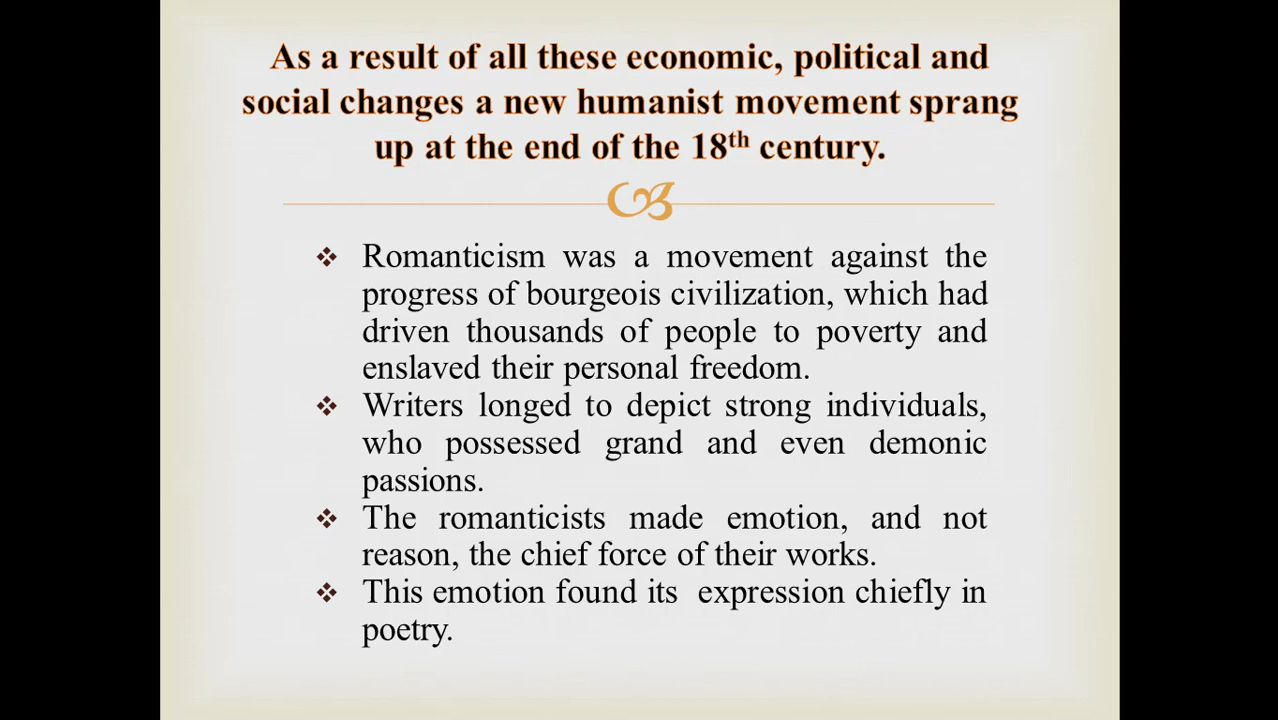 As a result of all these economic, political and
social changes a new humanist movement sprang
up at the end of the 18th century.
Romanticism was a movement against the
progress of bourgeois civilization, which had
driven thousands of people to poverty and
enslaved their personal freedom.
Writers longed to depict strong individuals,
who possessed grand and even demonic
passions.
The romanticists made emotion, and not
reason, the chief force of their works.
This emotion found its  expression chiefly in
poetry.